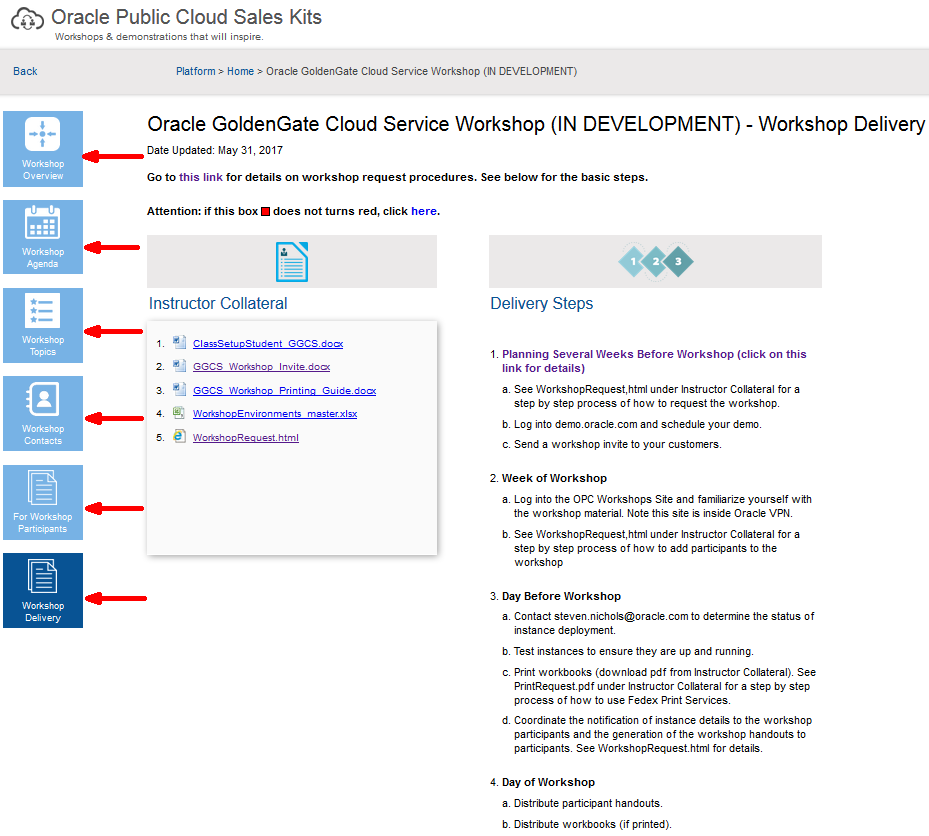 Oracle Public Cloud Sales Kits
Workshops & demonstrations that will inspire.
Back
Platform > Home > Oracle GoldenGate Cloud Service Workshop (IN DEVELOPMENT)
Workshop
Overview
Workshop
Agenda
Workshop
Topics
Workshop
Contacts
For Workshop
Participants
Workshop
Delivery
Oracle GoldenGate Cloud Service Workshop (IN DEVELOPMENT) - Workshop Delivery
Date Updated: May 31, 2017
Go to this link for details on workshop request procedures. See below for the basic steps.
Attention: if this box does not turns red, click here.
Instructor Collateral
1. ClassSetupStudent_GGCS.docx
2. GGCS_Workshop_Invite.docx
3. GGCS_Workshop_Printing_Guide.docx
4. WorkshopEnvironments_master.xlsx
5. WorkshopRequest.html
1 2 3
Delivery Steps
1. Planning Several Weeks Before Workshop (click on this
link for details)
a. See WorkshopRequest,html under Instructor Collateral for a
step by step process of how to request the workshop.
b. Log into demo.oracle.com and schedule your demo.
c. Send a workshop invite to your customers.
2. Week of Workshop
a. Log into the OPC Workshops Site and familiarize yourself with
the workshop material. Note this site is inside Oracle VPN.
b. See WorkshopRequest,html under Instructor Collateral for a
step by step process of how to add participants to the
workshop
3. Day Before Workshop
a. Contact steven.nichols@oracle.com to determine the status of
instance deployment.
b. Test instances to ensure they are up and running.
c. Print workbooks (download pdf from Instructor Collateral). See
PrintRequest.pdf under Instructor Collateral for a step by step
process of how to use Fedex Print Services.
d. Coordinate the notification of instance details to the workshop
participants and the generation of the workshop handouts to
participants. See WorkshopRequest.html for details.
4. Day of Workshop
a. Distribute participant handouts.
b. Distribute workbooks (if printed).